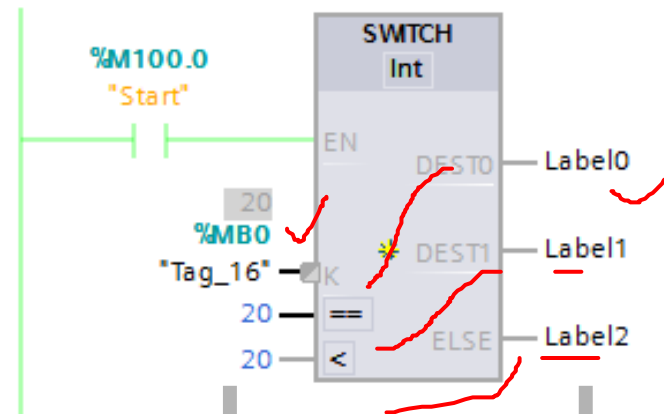 SWITCH
%M100.0
Int
"Start"
EN
DEST0
Label0
20
%MB0
"Tag_16"
K
DEST1
Label1
20
==
ELSE
Label2
20
<